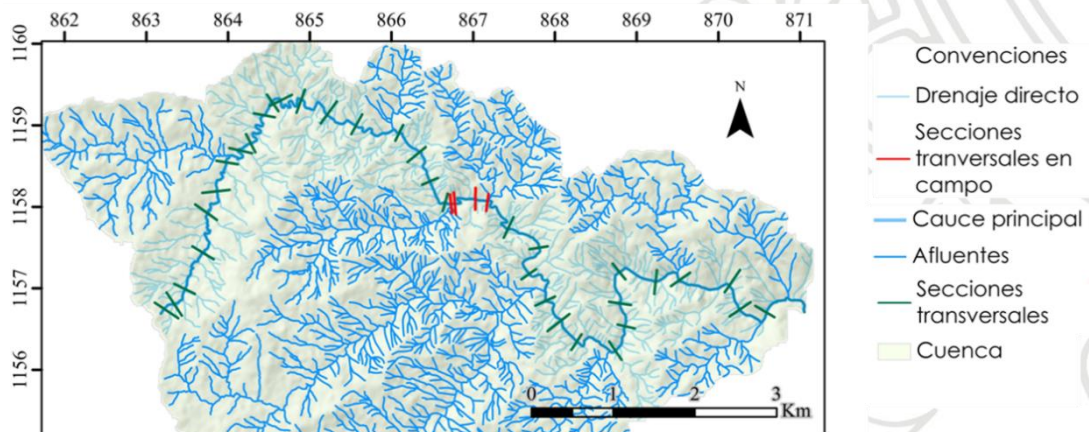 862 863 864 865 866 867 868 869 870 871
1160
1159
1158
1157
1156
N
0 1 2 3
Km
Convenciones
Drenaje directo
Secciones
tranversales en
campo
Cauce principal
Afluentes
Secciones
transversales
Cuenca